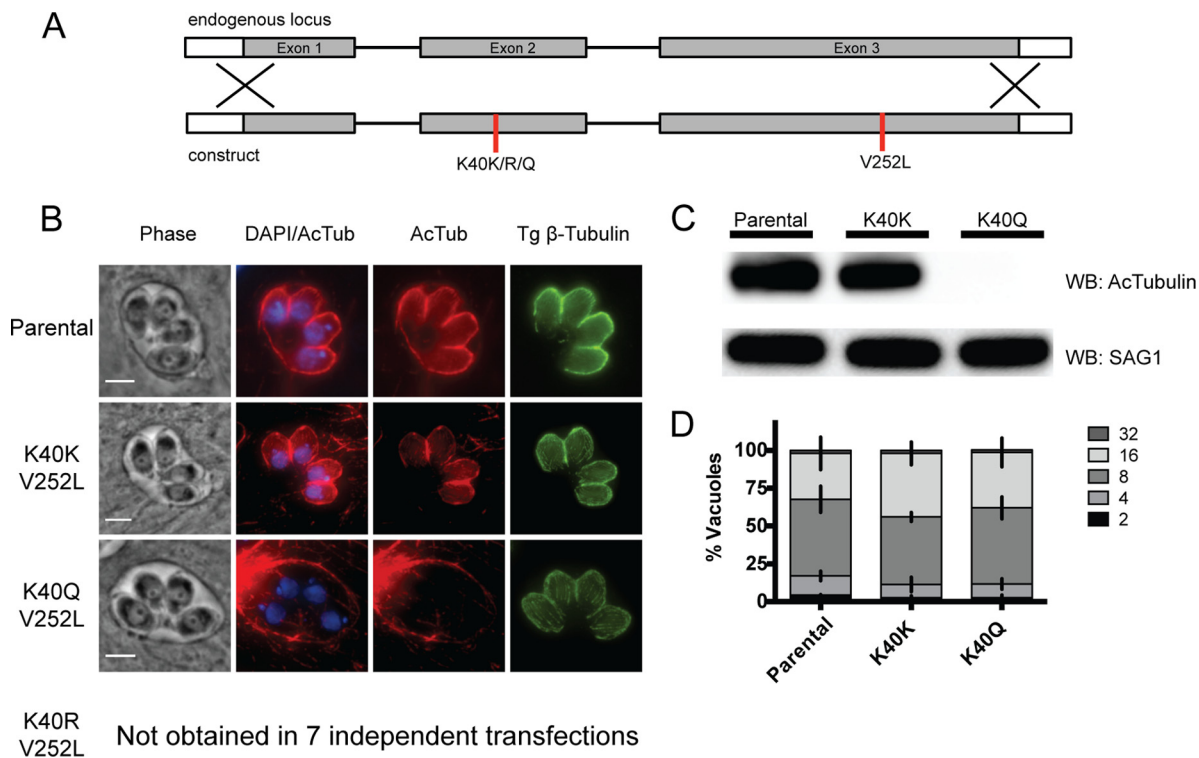 A
endogenous locus
Exon 1
Exon 2
Exon 3
construct
K40K/R/Q
V252L
B
Phase
DAPI/AcTub
AcTub
Tg β-Tubulin
Parental
K40K
V252L
K40Q
V252L
K40R
V252L
Not obtained in 7 independent transfections
C
Parental
K40K
K40Q
WB: AcTubulin
WB: SAG1
D
% Vacuoles
100
75
50
25
0
Parental
K40K
K40Q
32
16
8
4
2